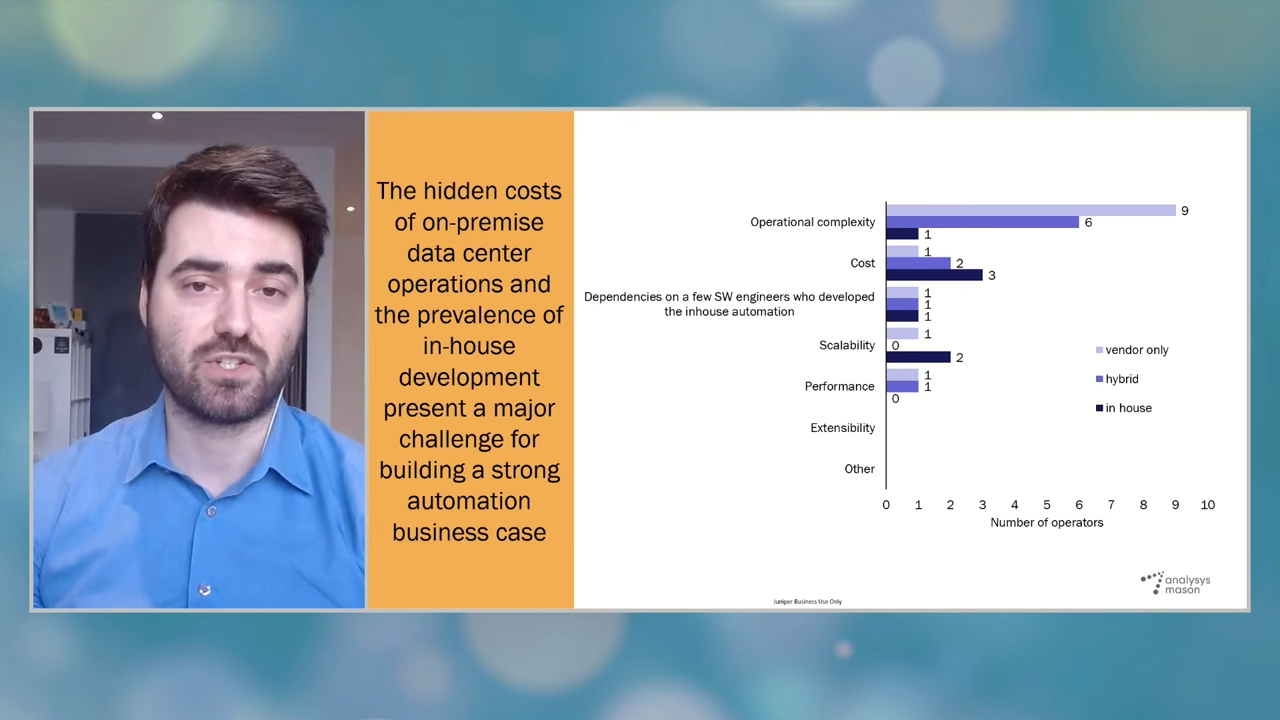 The hidden costs
of on-premise
data center
operations and
the prevalence of
in-house
development
present a major
challenge for
building a strong
automation
business case
Operational complexity
9
6
1
Cost
1
2
3
Dependencies on a few SW engineers who developed
the inhouse automation
1
1
1
Scalability
1
0
2
Performance
1
1
0
Extensibility
Other
vendor only
hybrid
in house
0 1 2 3 4 5 6 7 8 9 10
Number of operators
analysys
mason
Juniper Business Use Only